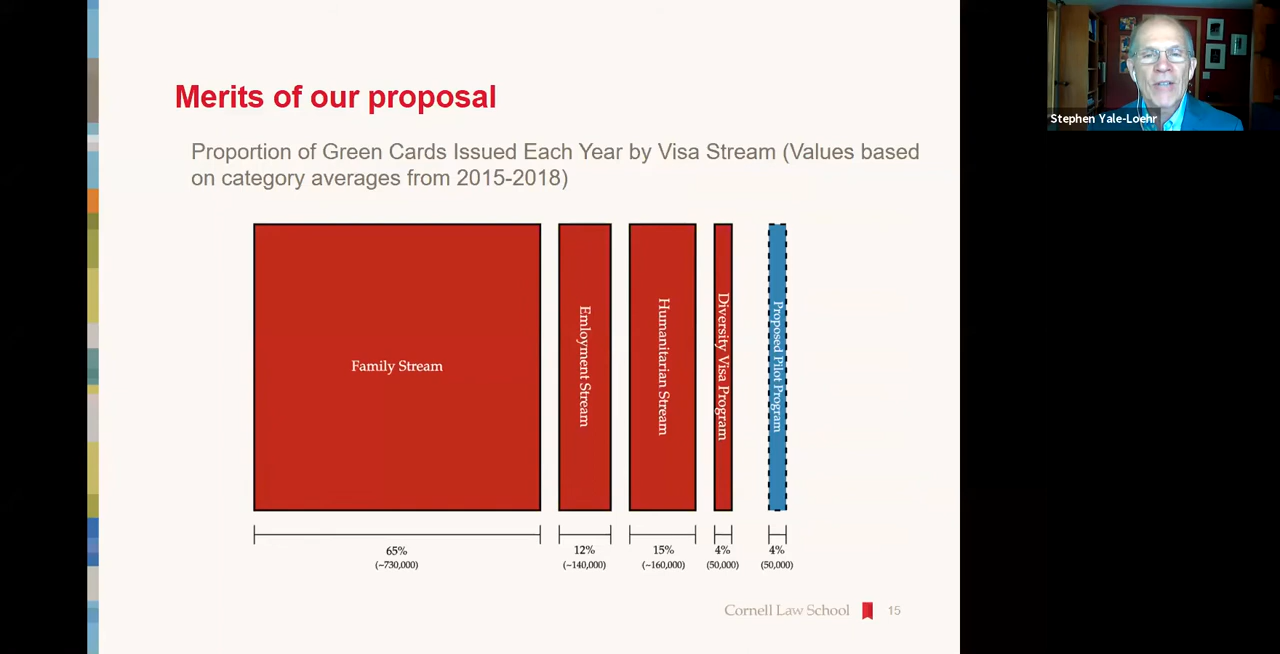 Merits of our proposal
Stephen Yale-Loehr
Proportion of Green Cards Issued Each Year by Visa Stream (Values based
on category averages from 2015-2018)
Family Stream
Emloyment Stream
Humanitarian Stream
Diversity Visa Program
Proposed Pilot Program
65%
(~730,000)
12%
(~140,000)
15%
(~160,000)
4%
(50,000)
4%
(50,000)
Cornell Law School
15